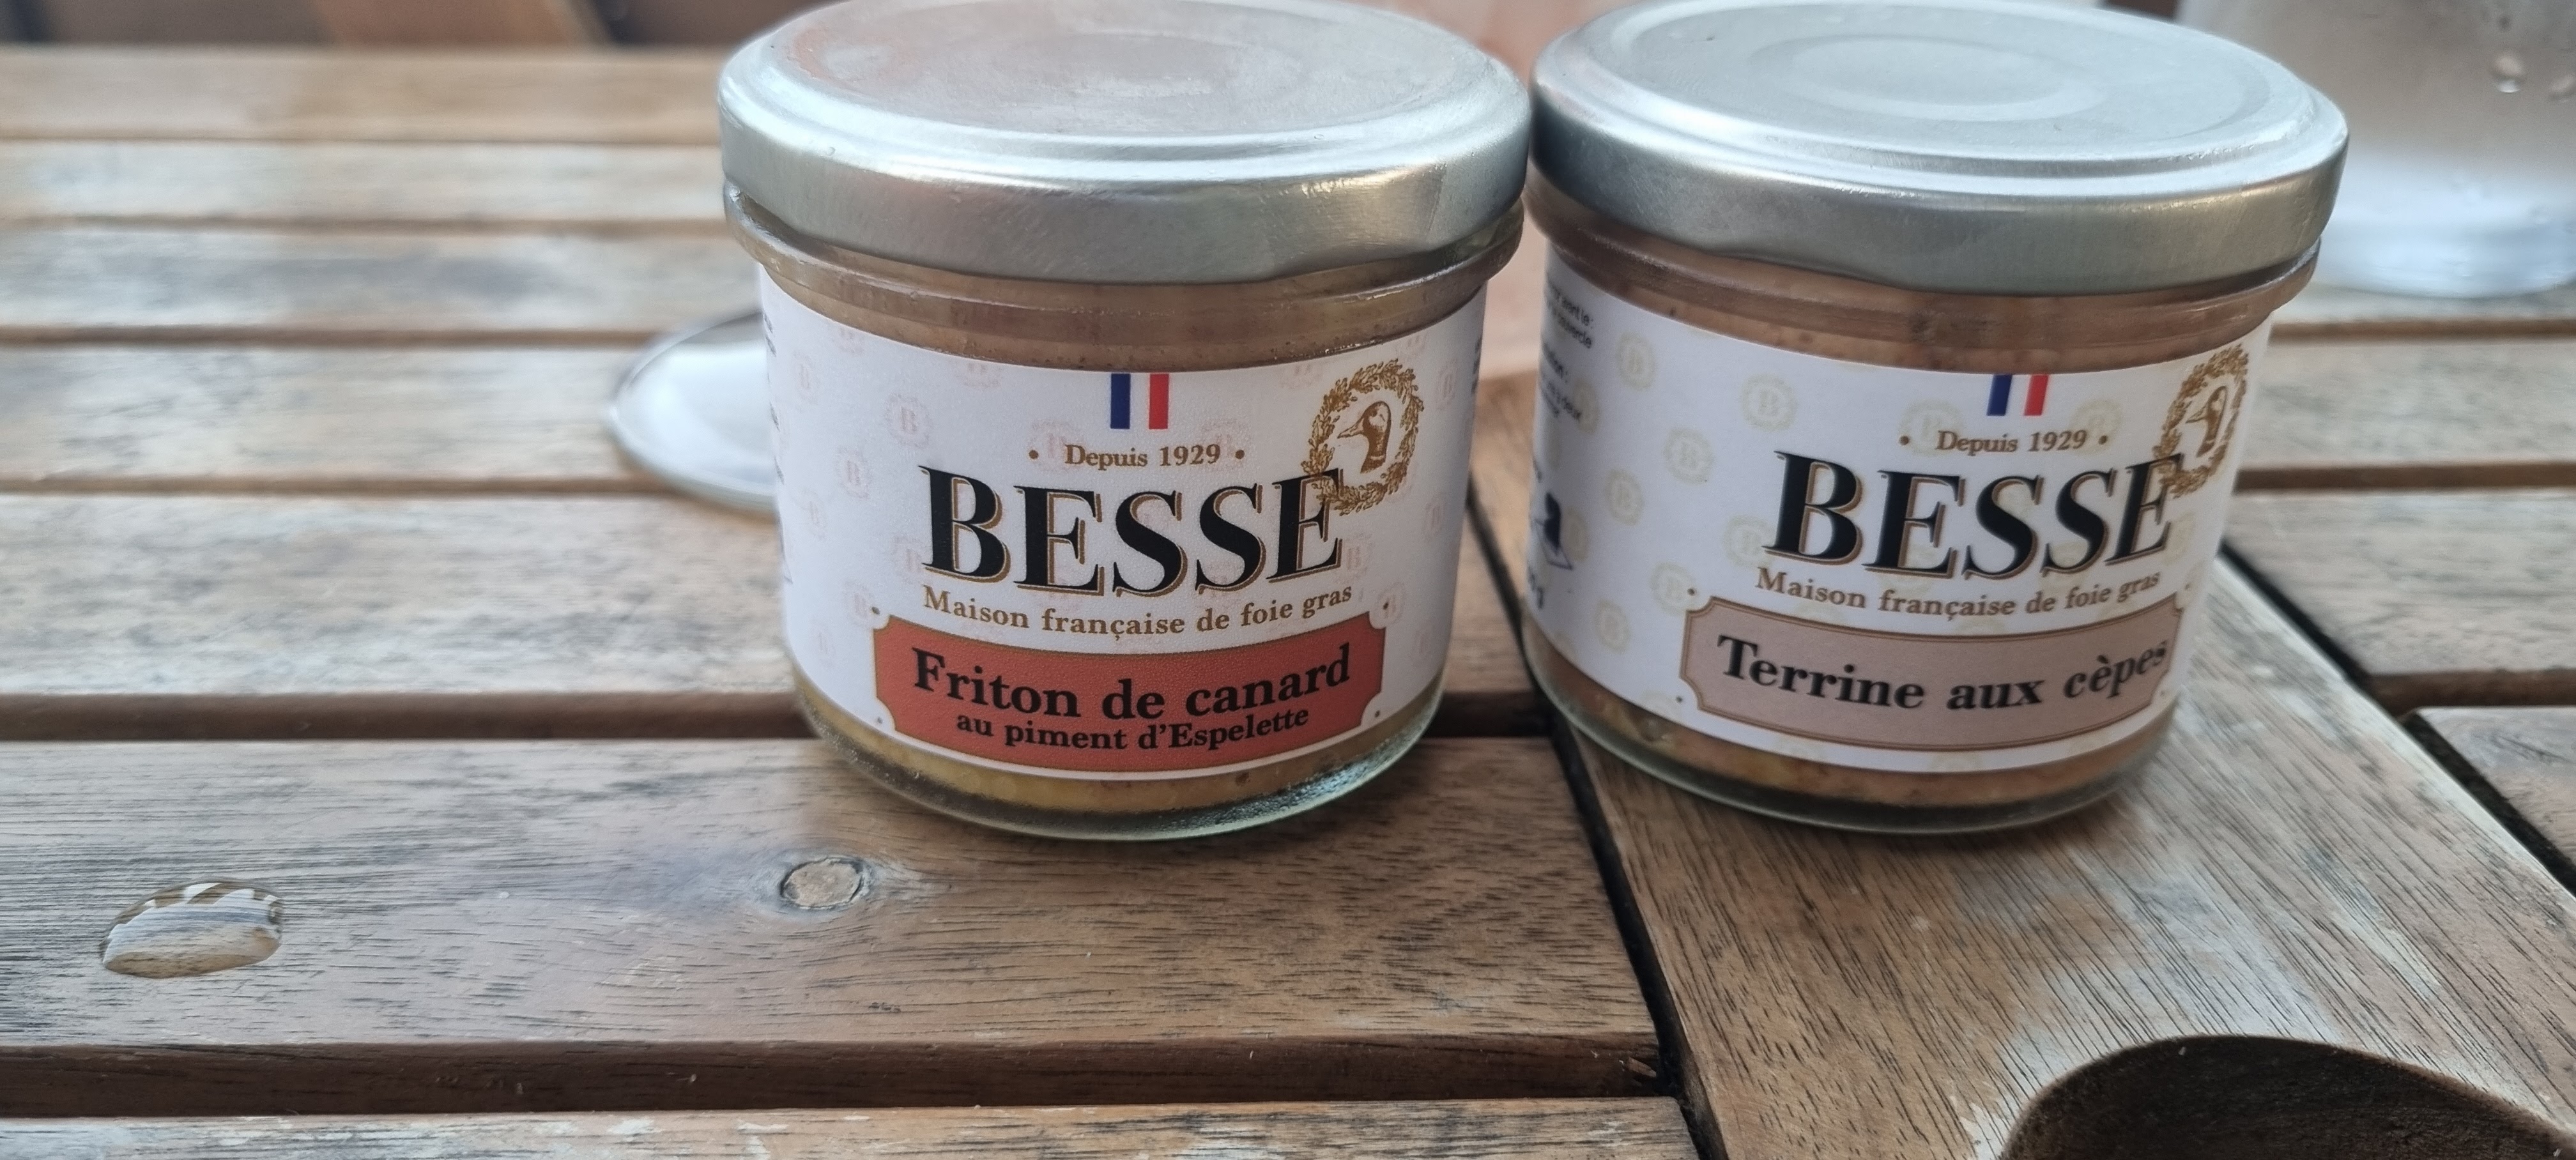 Depuis 1929
BESSE
Maison française de foie gras
Friton de canard
au piment d'Espelette
Depuis 1929
BESSE
Maison française de foie gras
Terrine aux cèpes